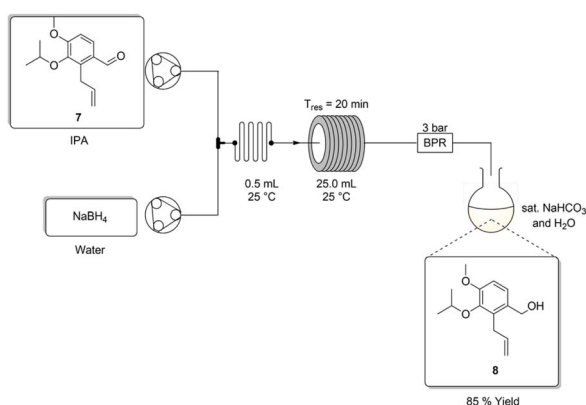 O
O
O
7
IPA
NaBH4
Water
0.5 mL
25 °C
Tres = 20 min
25.0 mL
25 °C
3 bar
BPR
sat. NaHCO3
and H2O
O
O
OH
8
85 % Yield